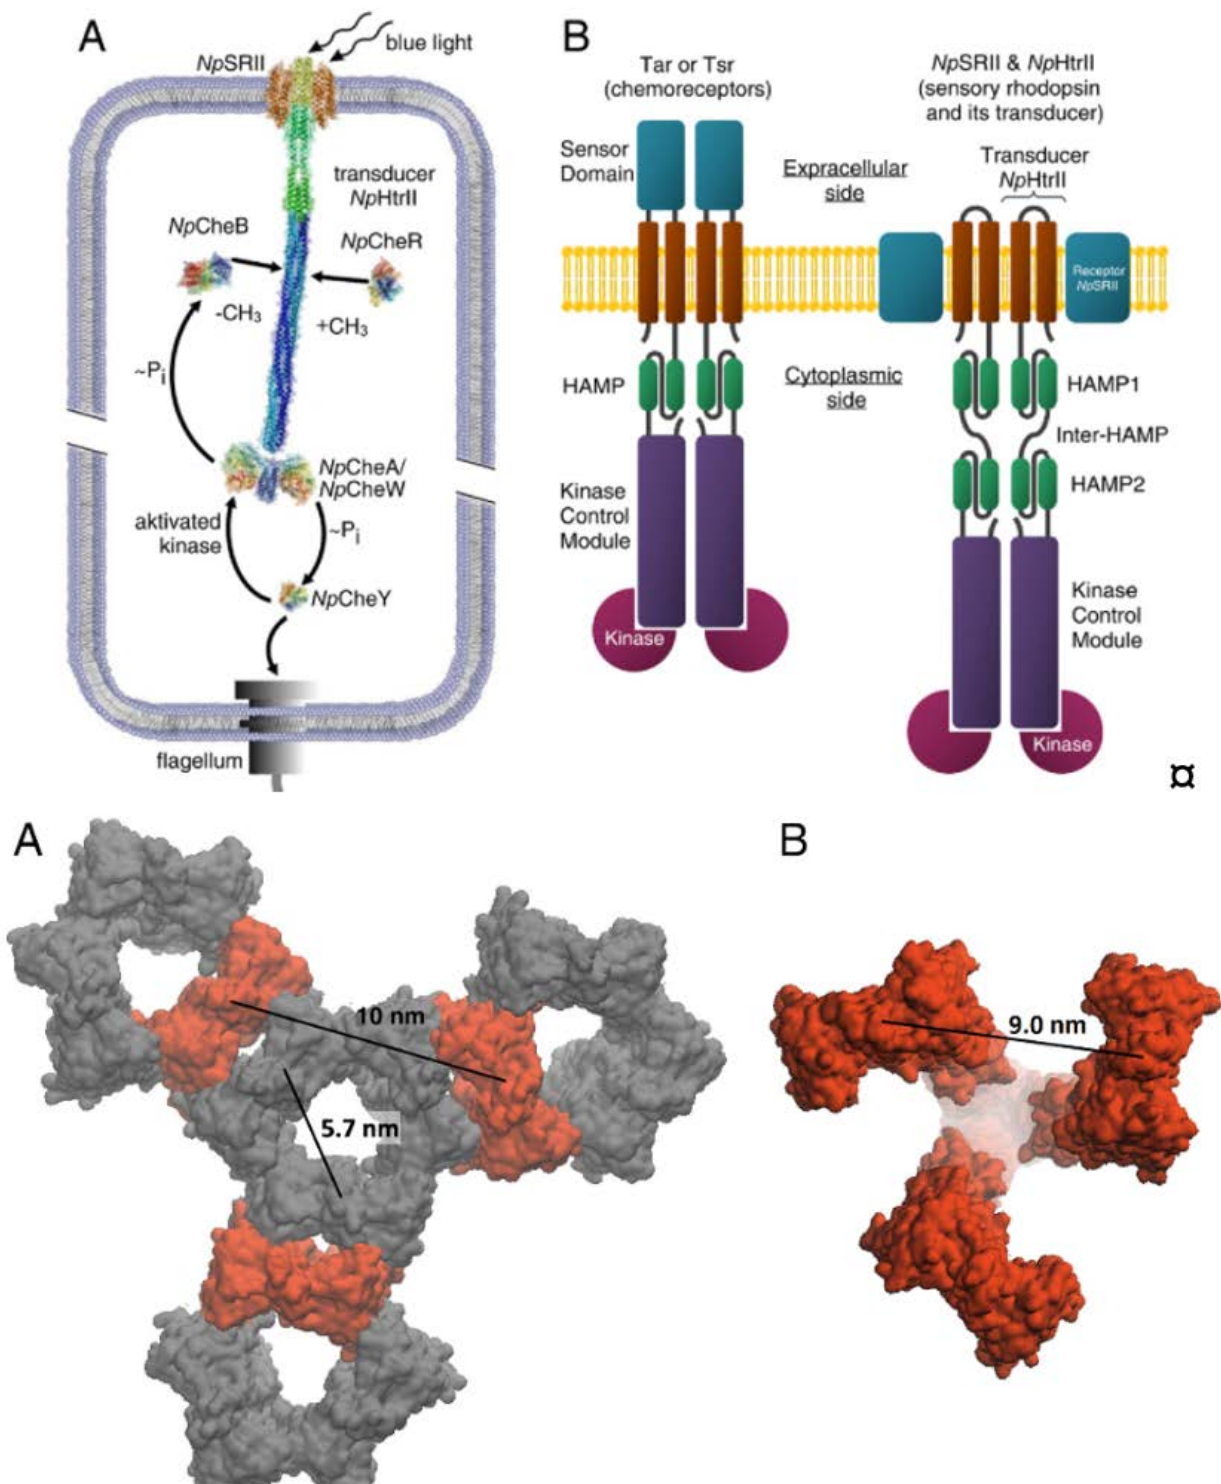 A
blue light
NpSRII
transducer
NpHtrII
NpCheB
NpCheR
-CH₃
+CH₃
~Pᵢ
NpCheA/
NpCheW
aktivated
kinase
~Pᵢ
NpCheY
flagellum
B
Tar or Tsr
(chemoreceptors)
NpSRII & NpHtrII
(sensory rhodopsin
and its transducer)
Sensor
Domain
Expracellular
side
Transducer
NpHtrII
Receptor
NpSRII
HAMP
Cytoplasmic
side
HAMP1
Inter-HAMP
HAMP2
Kinase
Control
Module
Kinase
Kinase
Control
Module
Kinase
¤
A
10 nm
5.7 nm
B
9.0 nm